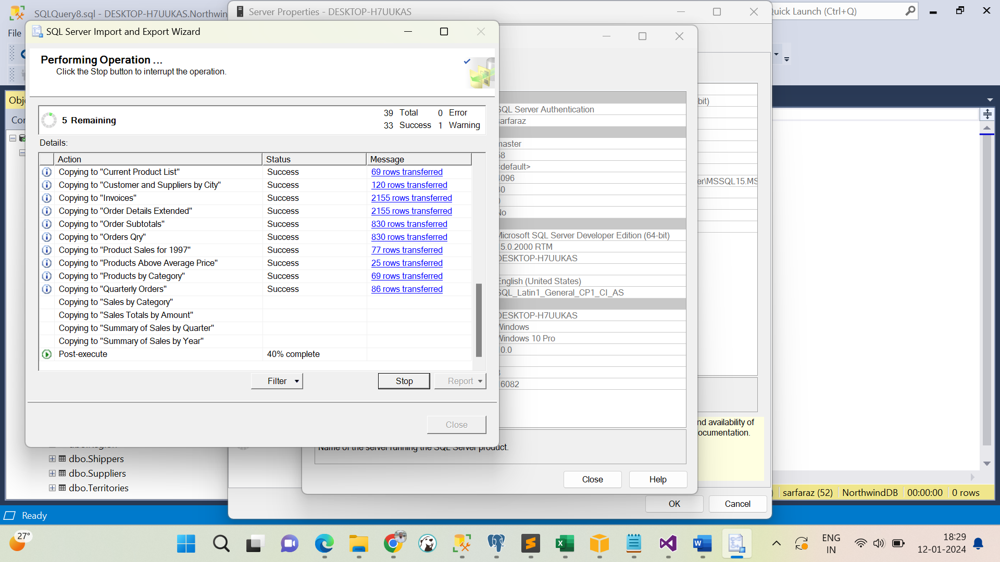 SQLQuery8.sql - DESKTOP-H7UUKAS.Northwin
Server Properties - DESKTOP-H7UUKAS
Quick Launch (Ctrl+Q)
File
SQL Server Import and Export Wizard
Performing Operation ...
Click the Stop button to interrupt the operation.
5 Remaining
39 Total 0 Error
33 Success 1 Warning
Details:
Action Status Message
Copying to "Current Product List" Success 69 rows transferred
Copying to "Customer and Suppliers by City" Success 120 rows transferred
Copying to "Invoices" Success 2155 rows transferred
Copying to "Order Details Extended" Success 2155 rows transferred
Copying to "Order Subtotals" Success 830 rows transferred
Copying to "Orders Qry" Success 830 rows transferred
Copying to "Product Sales for 1997" Success 77 rows transferred
Copying to "Products Above Average Price" Success 25 rows transferred
Copying to "Products by Category" Success 69 rows transferred
Copying to "Quarterly Orders" Success 86 rows transferred
Copying to "Sales by Category"
Copying to "Sales Totals by Amount"
Copying to "Summary of Sales by Quarter"
Copying to "Summary of Sales by Year"
Post-execute 40% complete
Filter Stop Report
Close
SQL Server Authentication
sarfaraz
master
58
<default>
4096
30
0
No
Microsoft SQL Server Developer Edition (64-bit)
15.0.2000 RTM
DESKTOP-H7UUKAS
English (United States)
SQL_Latin1_General_CP1_CI_AS
DESKTOP-H7UUKAS
Windows
Windows 10 Pro
10.0
16082
Name of the server running the SQL Server product.
Close Help
bit)
er\MSSQL15.MS
nd availability of
ocumentation.
OK Cancel
Obje
Con
dbo.Shippers
dbo.Suppliers
dbo.Territories
sarfaraz (52) NorthwindDB 00:00:00 0 rows
Ready
27°
ENG
IN
18:29
12-01-2024